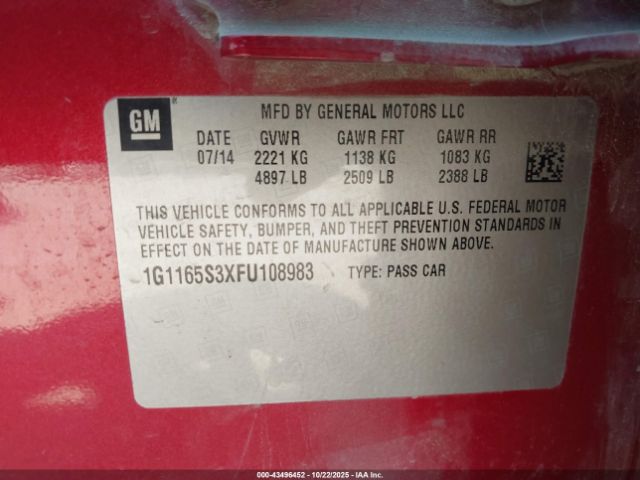 GM ®
MFD BY GENERAL MOTORS LLC
DATE GVWR GAWR FRT GAWR RR
07/14 2221 KG 1138 KG 1083 KG
4897 LB 2509 LB 2388 LB
THIS VEHICLE CONFORMS TO ALL APPLICABLE U.S. FEDERAL MOTOR
VEHICLE SAFETY, BUMPER, AND THEFT PREVENTION STANDARDS IN
EFFECT ON THE DATE OF MANUFACTURE SHOWN ABOVE.
1G1165S3XFU108983 TYPE: PASS CAR
000-43496452 | 10/22/2025 | IAA Inc.